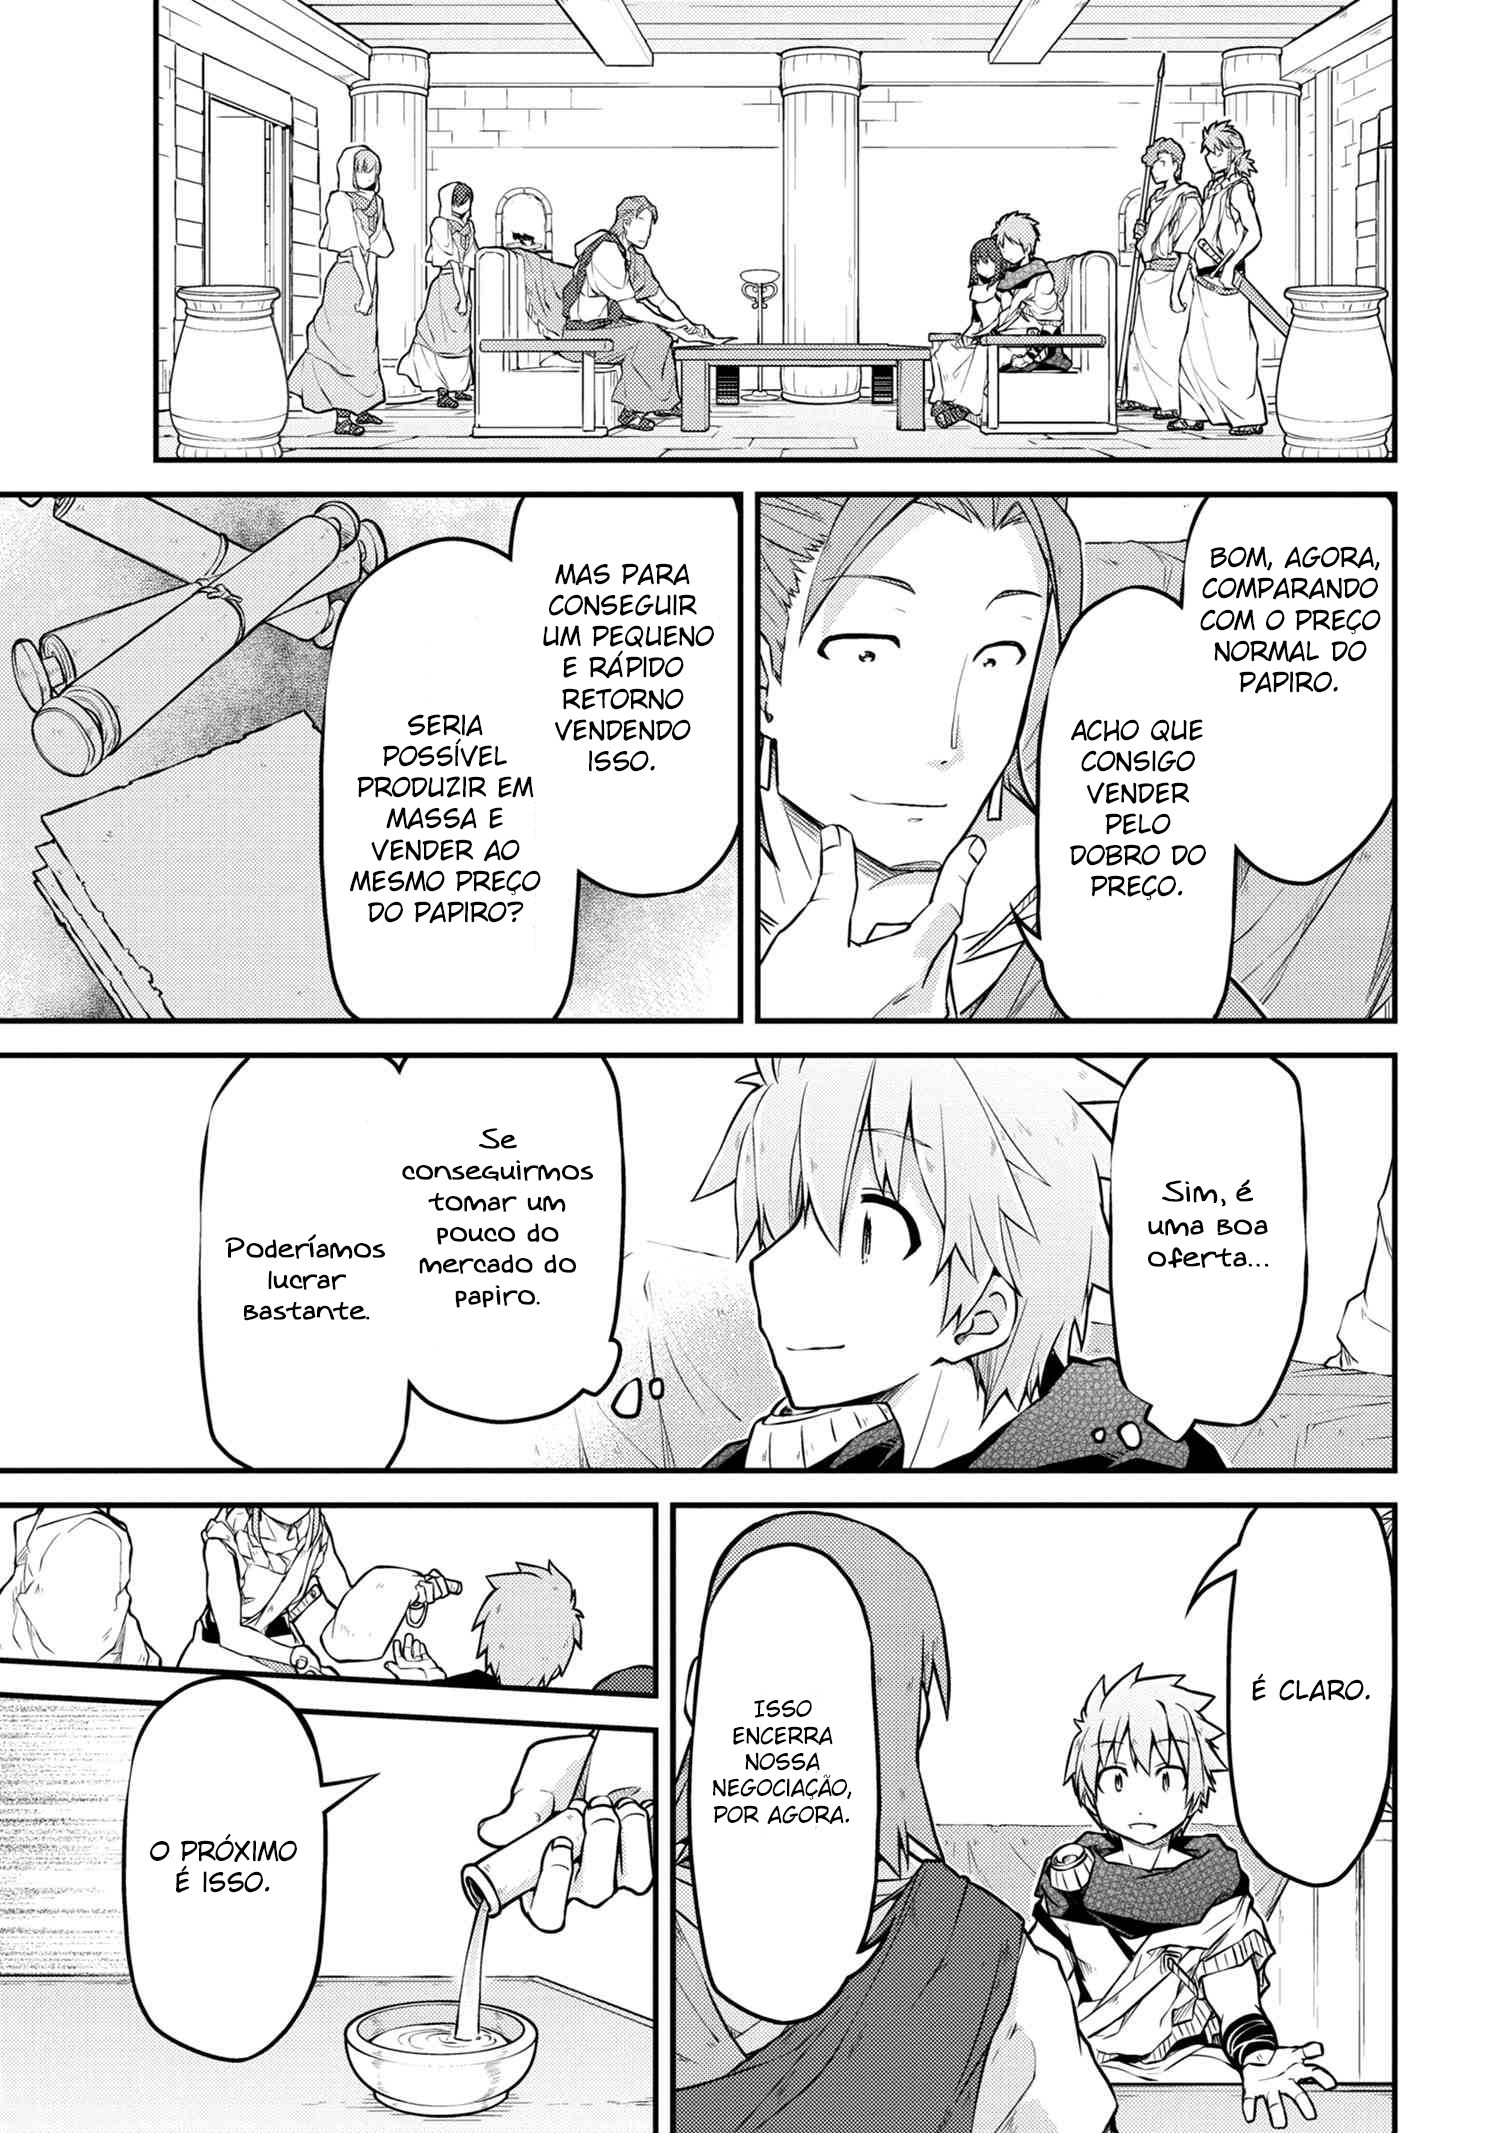 BOM, AGORA,
COMPARANDO
COM O PREÇO
NORMAL DO
PAPIRO.
ACHO QUE
CONSIGO
VENDER
PELO
DOBRO DO
PREÇO.
MAS PARA
CONSEGUIR
UM PEQUENO
E RÁPIDO
RETORNO
VENDENDO
ISSO.
SERIA
POSSÍVEL
PRODUZIR EM
MASSA E
VENDER AO
MESMO PREÇO
DO PAPIRO?
Sim, é
uma boa
oferta...
Se
conseguirmos
tomar um
pouco do
mercado do
papiro.
Poderíamos
lucrar
bastante.
É CLARO.
ISSO
ENCERRA
NOSSA
NEGOCIAÇÃO,
POR AGORA.
O PRÓXIMO
É ISSO.